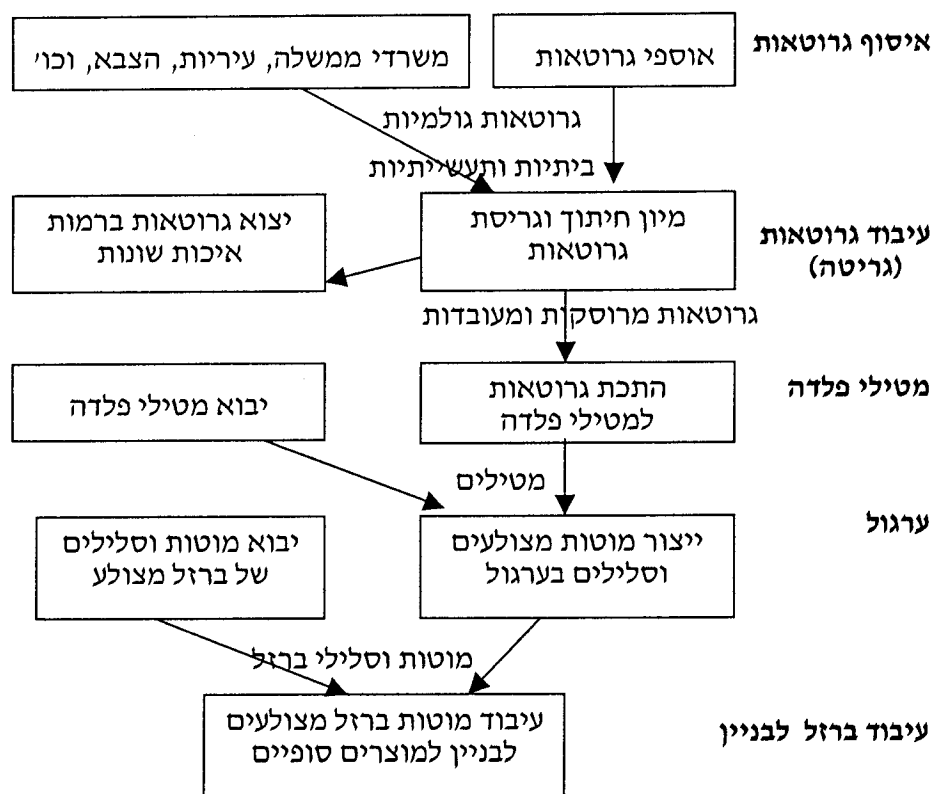 איסוף גרוטאות
אוספי גרוטאות
משרדי ממשלה, עיריות, הצבא, וכו'
גרוטאות גולמיות
ביתיות ותעשייתיות
עיבוד גרוטאות
(גריטה)
מיון חיתוך וגריסת
גרוטאות
יצוא גרוטאות ברמות
איכות שונות
גרוטאות מרוסקות ומעובדות
מטילי פלדה
התכת גרוטאות
למטילי פלדה
יבוא מטילי פלדה
מטילים
ערגול
ייצור מוטות מצולעים
וסלילים בערגול
יבוא מוטות וסלילים
של ברזל מצולע
מוטות וסלילי ברזל
עיבוד ברזל לבניין
עיבוד מוטות ברזל מצולעים
לבניין למוצרים סופיים